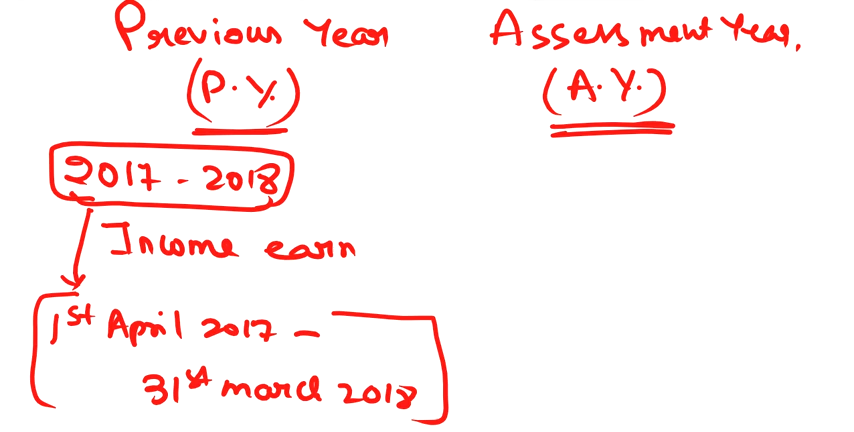 Previous Year
Assessment Year.
(P.Y.)
(A.Y.)
2017 - 2018
Income earn
1st April 2017 -
31st march 2018